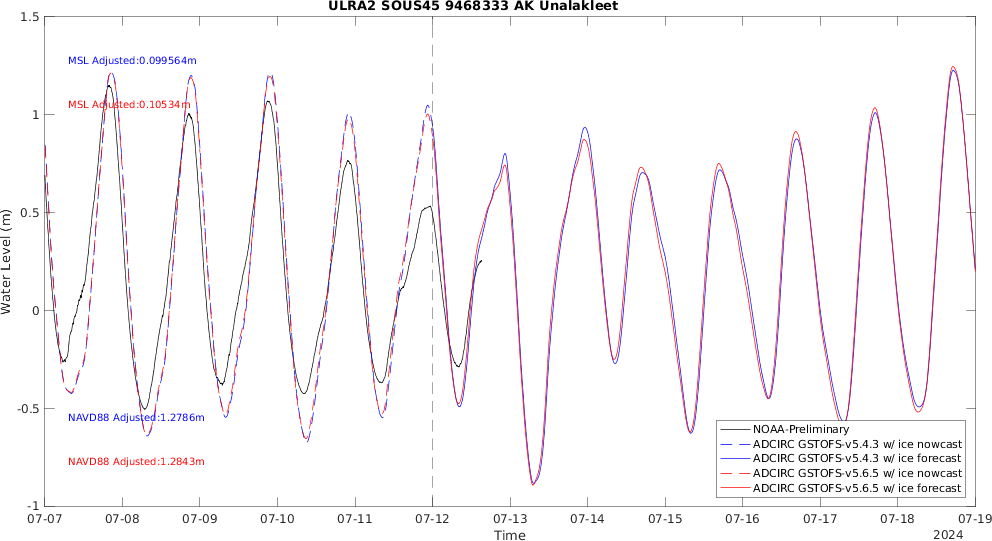 ULRA2 SOUS45 9468333 AK Unalakleet
1.5
1
0.5
0
-0.5
-1
Water Level (m)
MSL Adjusted:0.099564m
MSL Adjusted:0.10534m
NAVD88 Adjusted:1.2786m
NAVD88 Adjusted:1.2843m
NOAA-Preliminary
ADCIRC GSTOFS-v5.4.3 w/ ice nowcast
ADCIRC GSTOFS-v5.4.3 w/ ice forecast
ADCIRC GSTOFS-v5.6.5 w/ ice nowcast
ADCIRC GSTOFS-v5.6.5 w/ ice forecast
07-07 07-08 07-09 07-10 07-11 07-12 07-13 07-14 07-15 07-16 07-17 07-18 07-19
Time
2024